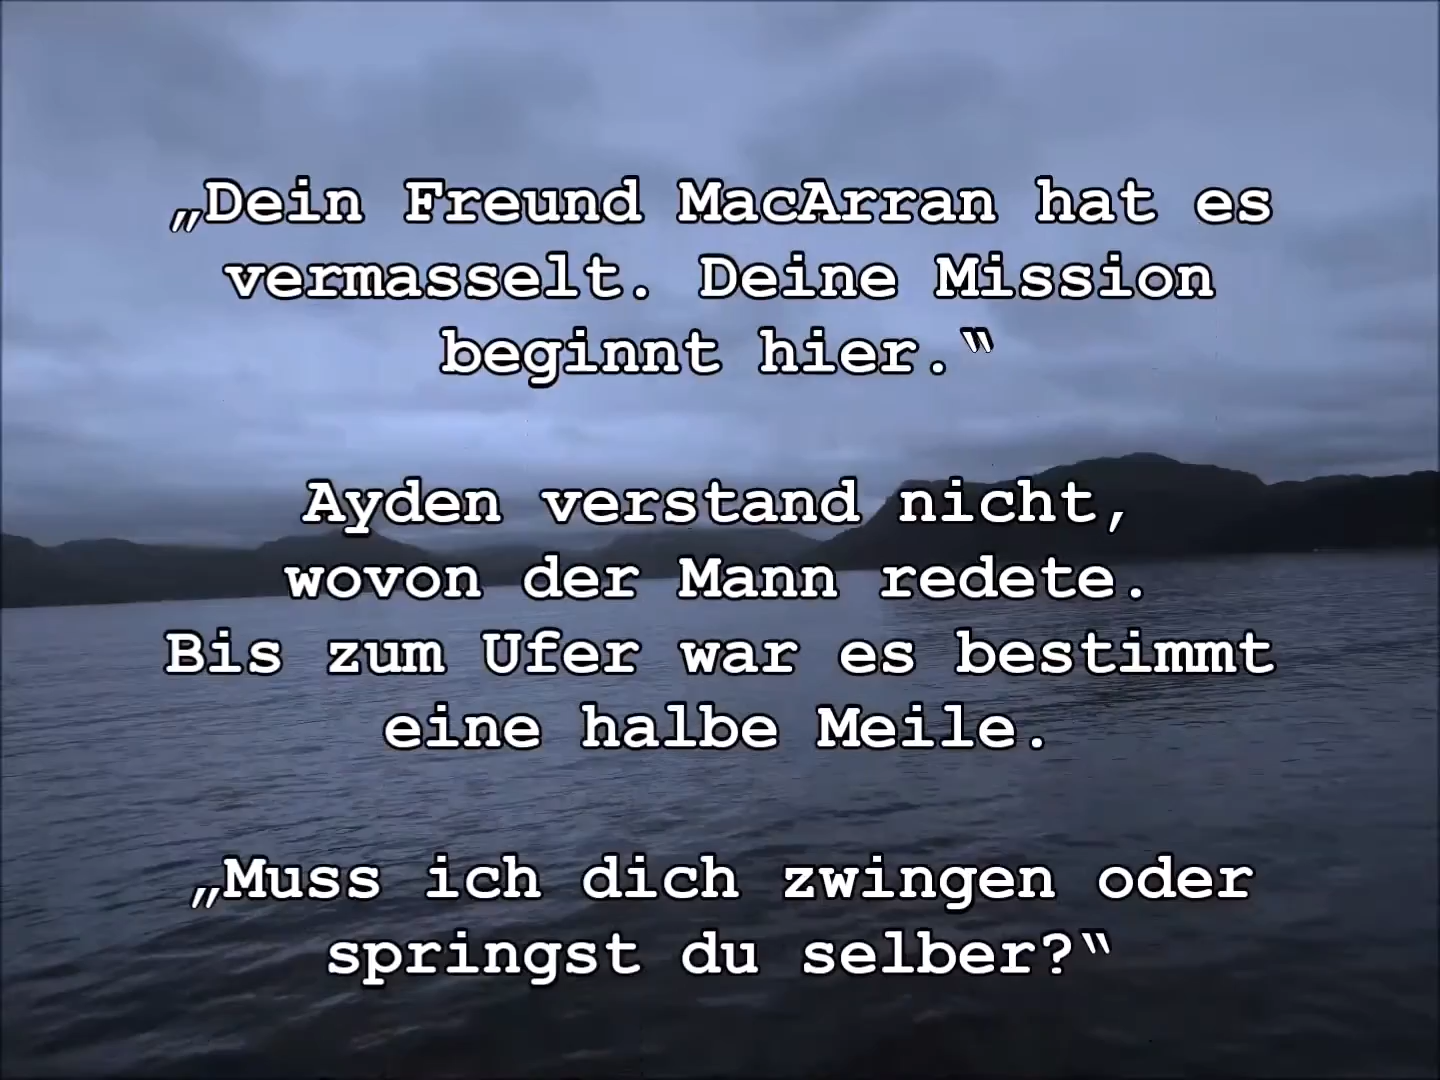 „Dein Freund MacArran hat es
vermasselt. Deine Mission
beginnt hier.‟
Ayden verstand nicht,
wovon der Mann redete.
Bis zum Ufer war es bestimmt
eine halbe Meile.
„Muss ich dich zwingen oder
springst du selber?‟